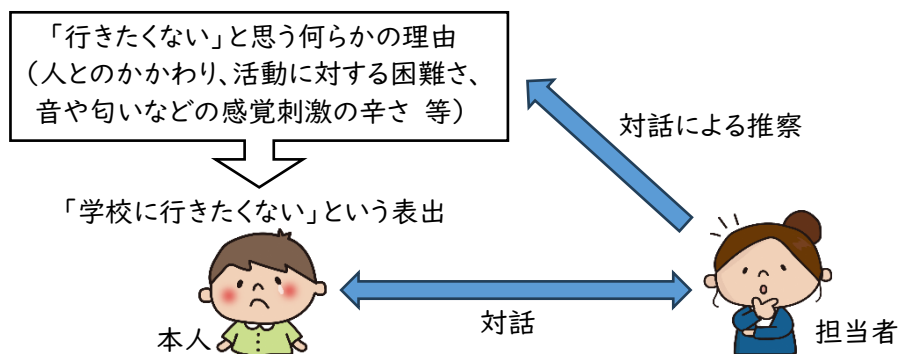 「行きたくない」と思う何らかの理由
（人とのかかわり、活動に対する困難さ、
音や匂いなどの感覚刺激の辛さ 等）
対話による推察
「学校に行きたくない」という表出
対話
本人
担当者